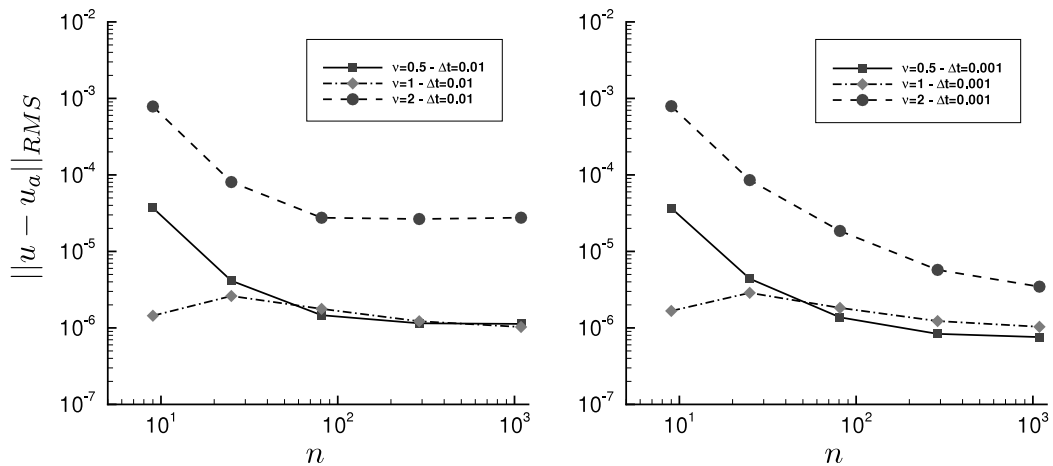 ||u − u_a||_{RMS}
10^{-2}
10^{-3}
10^{-4}
10^{-5}
10^{-6}
10^{-7}
ν=0.5 - Δt=0.01
ν=1 - Δt=0.01
ν=2 - Δt=0.01
10^{1}
10^{2}
10^{3}
n
10^{-2}
10^{-3}
10^{-4}
10^{-5}
10^{-6}
10^{-7}
ν=0.5 - Δt=0.001
ν=1 - Δt=0.001
ν=2 - Δt=0.001
10^{1}
10^{2}
10^{3}
n